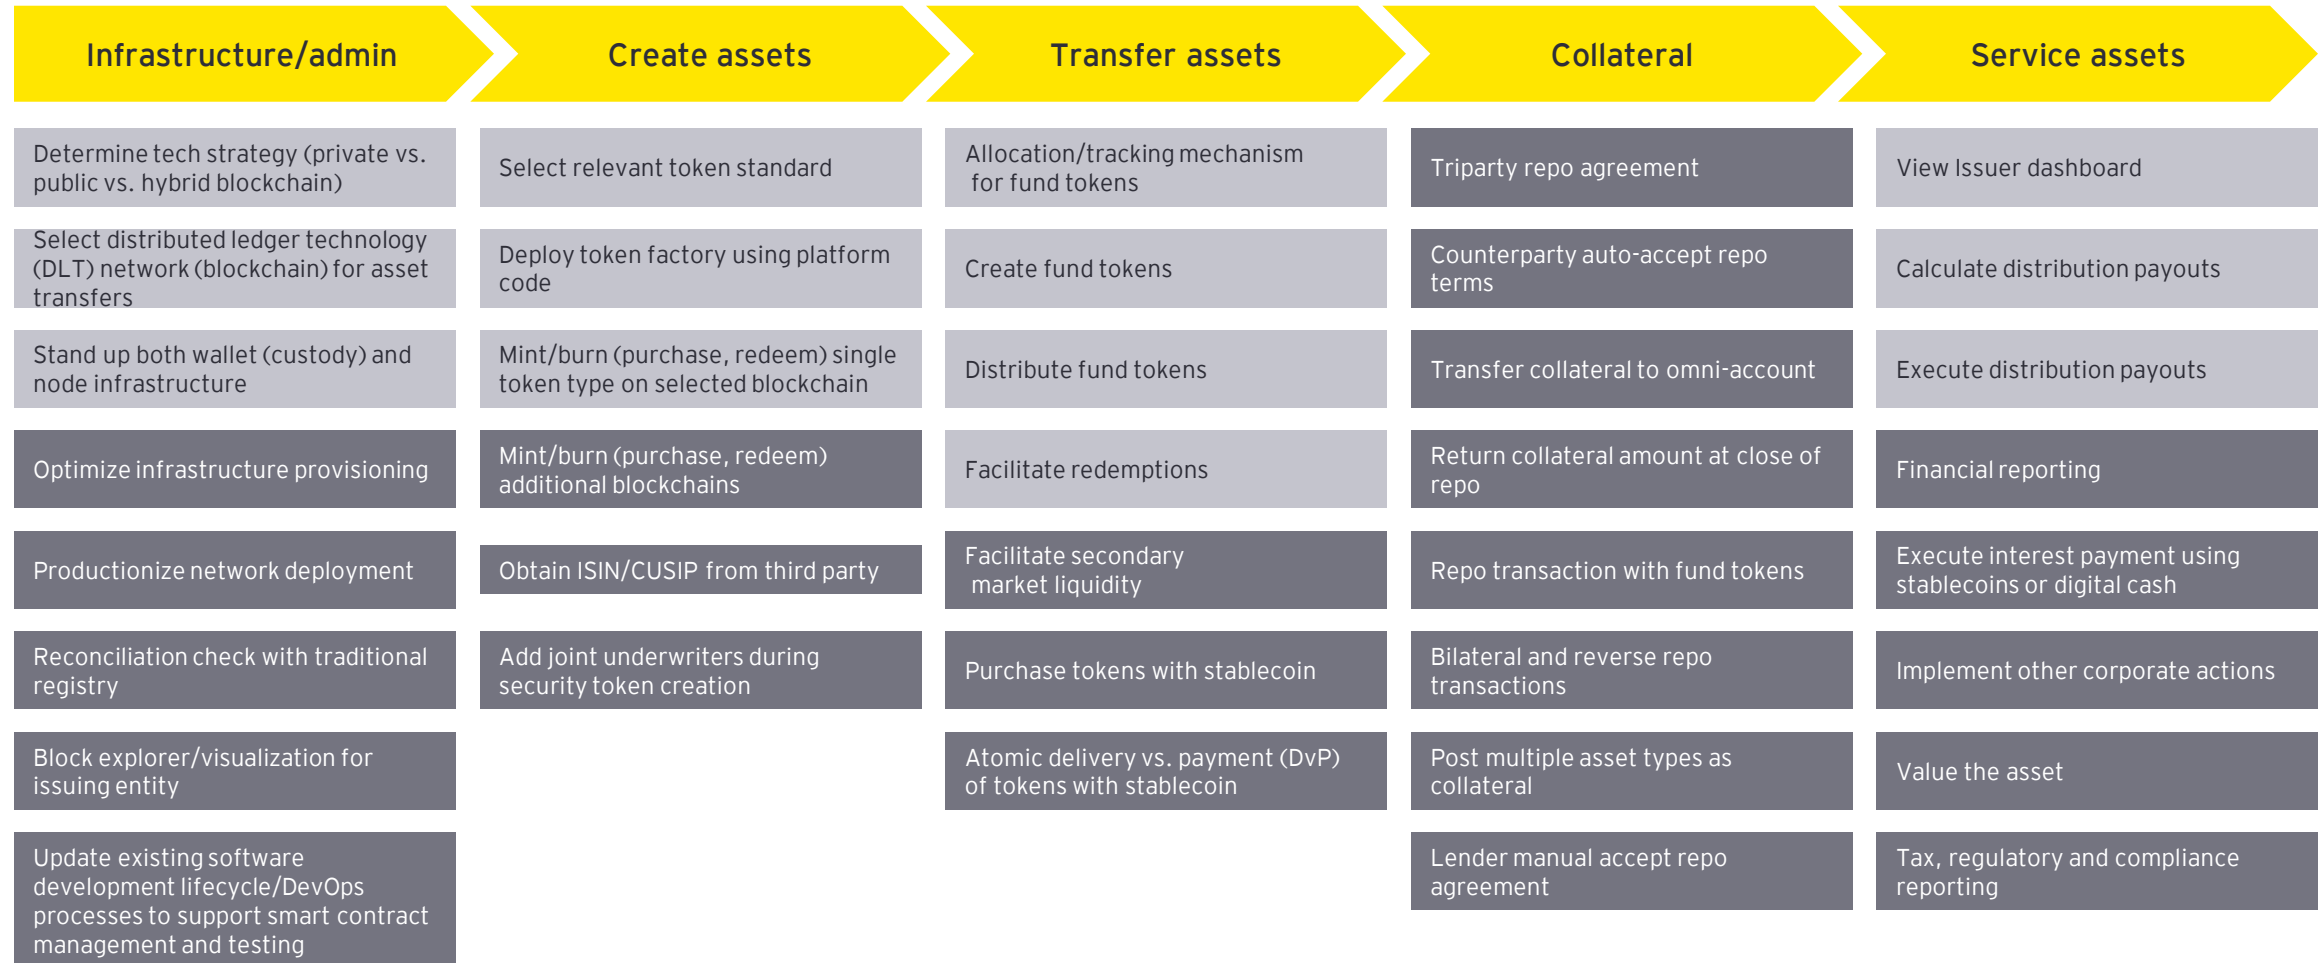 Infrastructure/admin
Create assets
Transfer assets
Collateral
Service assets
Determine tech strategy (private vs.
public vs. hybrid blockchain)
Select distributed ledger technology
(DLT) network (blockchain) for asset
transfers
Stand up both wallet (custody) and
node infrastructure
Optimize infrastructure provisioning
Productionize network deployment
Reconciliation check with traditional
registry
Block explorer/visualization for
issuing entity
Update existing software
development lifecycle/DevOps
processes to support smart contract
management and testing
Select relevant token standard
Deploy token factory using platform
code
Mint/burn (purchase, redeem) single
token type on selected blockchain
Mint/burn (purchase, redeem)
additional blockchains
Obtain ISIN/CUSIP from third party
Add joint underwriters during
security token creation
Allocation/tracking mechanism
for fund tokens
Create fund tokens
Distribute fund tokens
Facilitate redemptions
Facilitate secondary
market liquidity
Purchase tokens with stablecoin
Atomic delivery vs. payment (DvP)
of tokens with stablecoin
Triparty repo agreement
Counterparty auto-accept repo
terms
Transfer collateral to omni-account
Return collateral amount at close of
repo
Repo transaction with fund tokens
Bilateral and reverse repo
transactions
Post multiple asset types as
collateral
Lender manual accept repo
agreement
View Issuer dashboard
Calculate distribution payouts
Execute distribution payouts
Financial reporting
Execute interest payment using
stablecoins or digital cash
Implement other corporate actions
Value the asset
Tax, regulatory and compliance
reporting